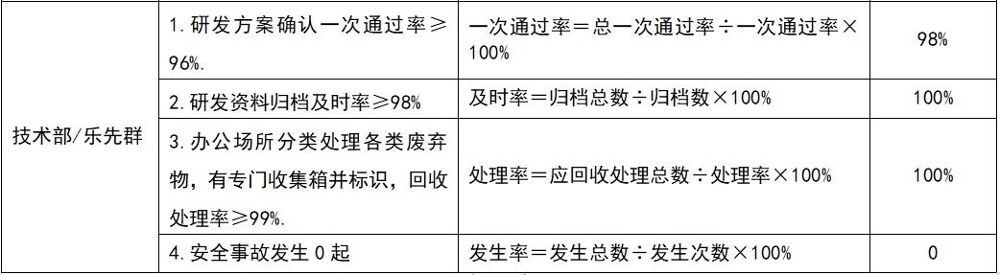 技术部/乐先群
1.研发方案确认一次通过率≥
96%.
一次通过率＝总一次通过率÷一次通过率×
100%
98%
2.研发资料归档及时率≥98%
及时率＝归档总数÷归档数×100%
100%
3.办公场所分类处理各类废弃
物，有专门收集箱并标识，回收
处理率≥99%.
处理率＝应回收处理总数÷处理率×100%
100%
4.安全事故发生0起
发生率＝发生总数÷发生次数×100%
0